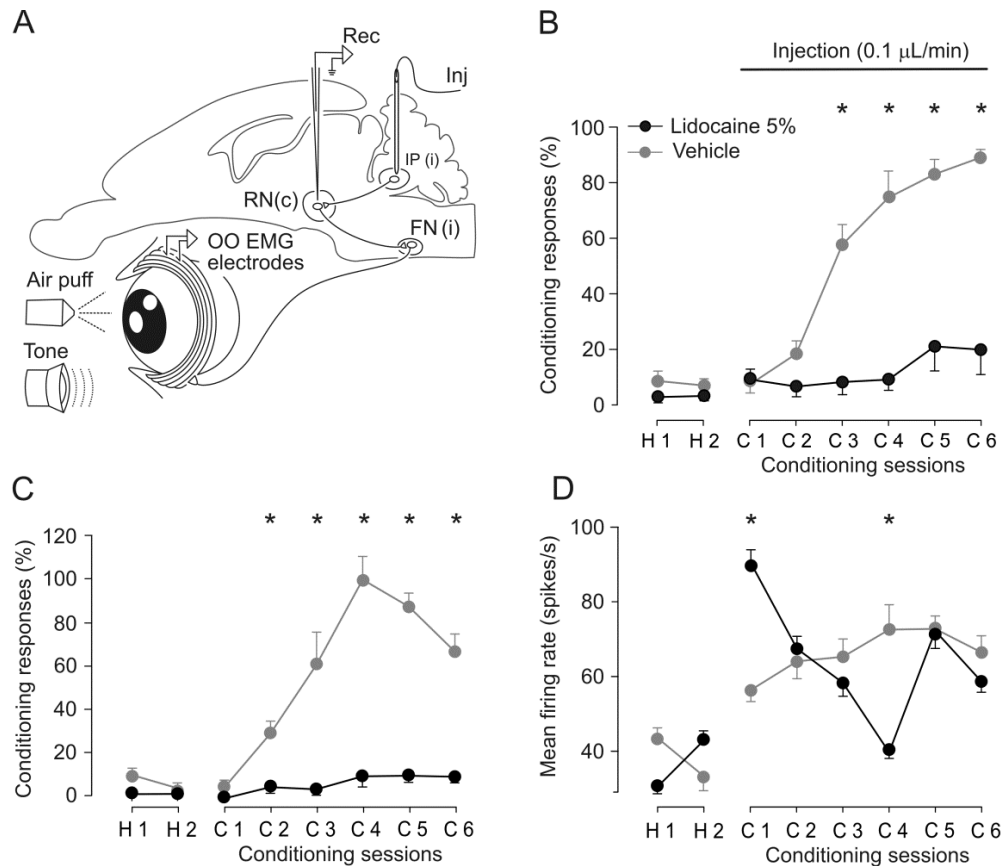 A
Rec
Inj
IP (i)
RN(c)
FN (i)
OO EMG
electrodes
Air puff
Tone
B
Injection (0.1 μL/min)
* * * *
Lidocaine 5%
Vehicle
Conditioning responses (%)
100
80
60
40
20
0
H 1 H 2 C 1 C 2 C 3 C 4 C 5 C 6
Conditioning sessions
C
* * * * *
Conditioning responses (%)
120
100
80
60
40
20
0
H 1 H 2 C 1 C 2 C 3 C 4 C 5 C 6
Conditioning sessions
D
* *
Mean firing rate (spikes/s)
100
80
60
40
H 1 H 2 C 1 C 2 C 3 C 4 C 5 C 6
Conditioning sessions